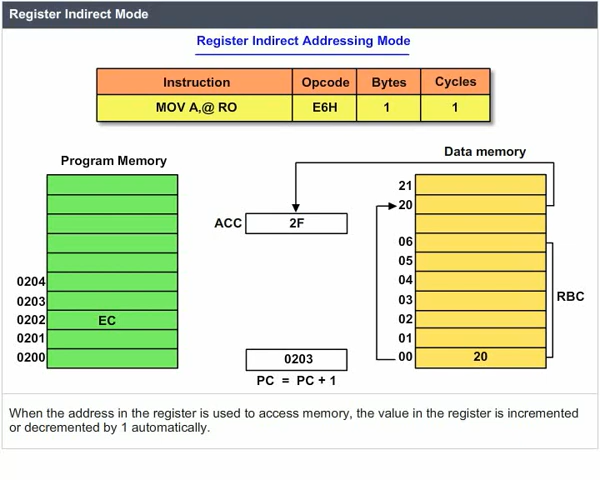 Register Indirect Mode
Register Indirect Addressing Mode
Instruction Opcode Bytes Cycles
MOV A,@ RO E6H 1 1
Program Memory
Data memory
21
20
ACC 2F
06
05
0204
04
0203
03
RBC
0202 EC
02
0201
01
0200
0203
00 20
PC = PC + 1
When the address in the register is used to access memory, the value in the register is incremented
or decremented by 1 automatically.